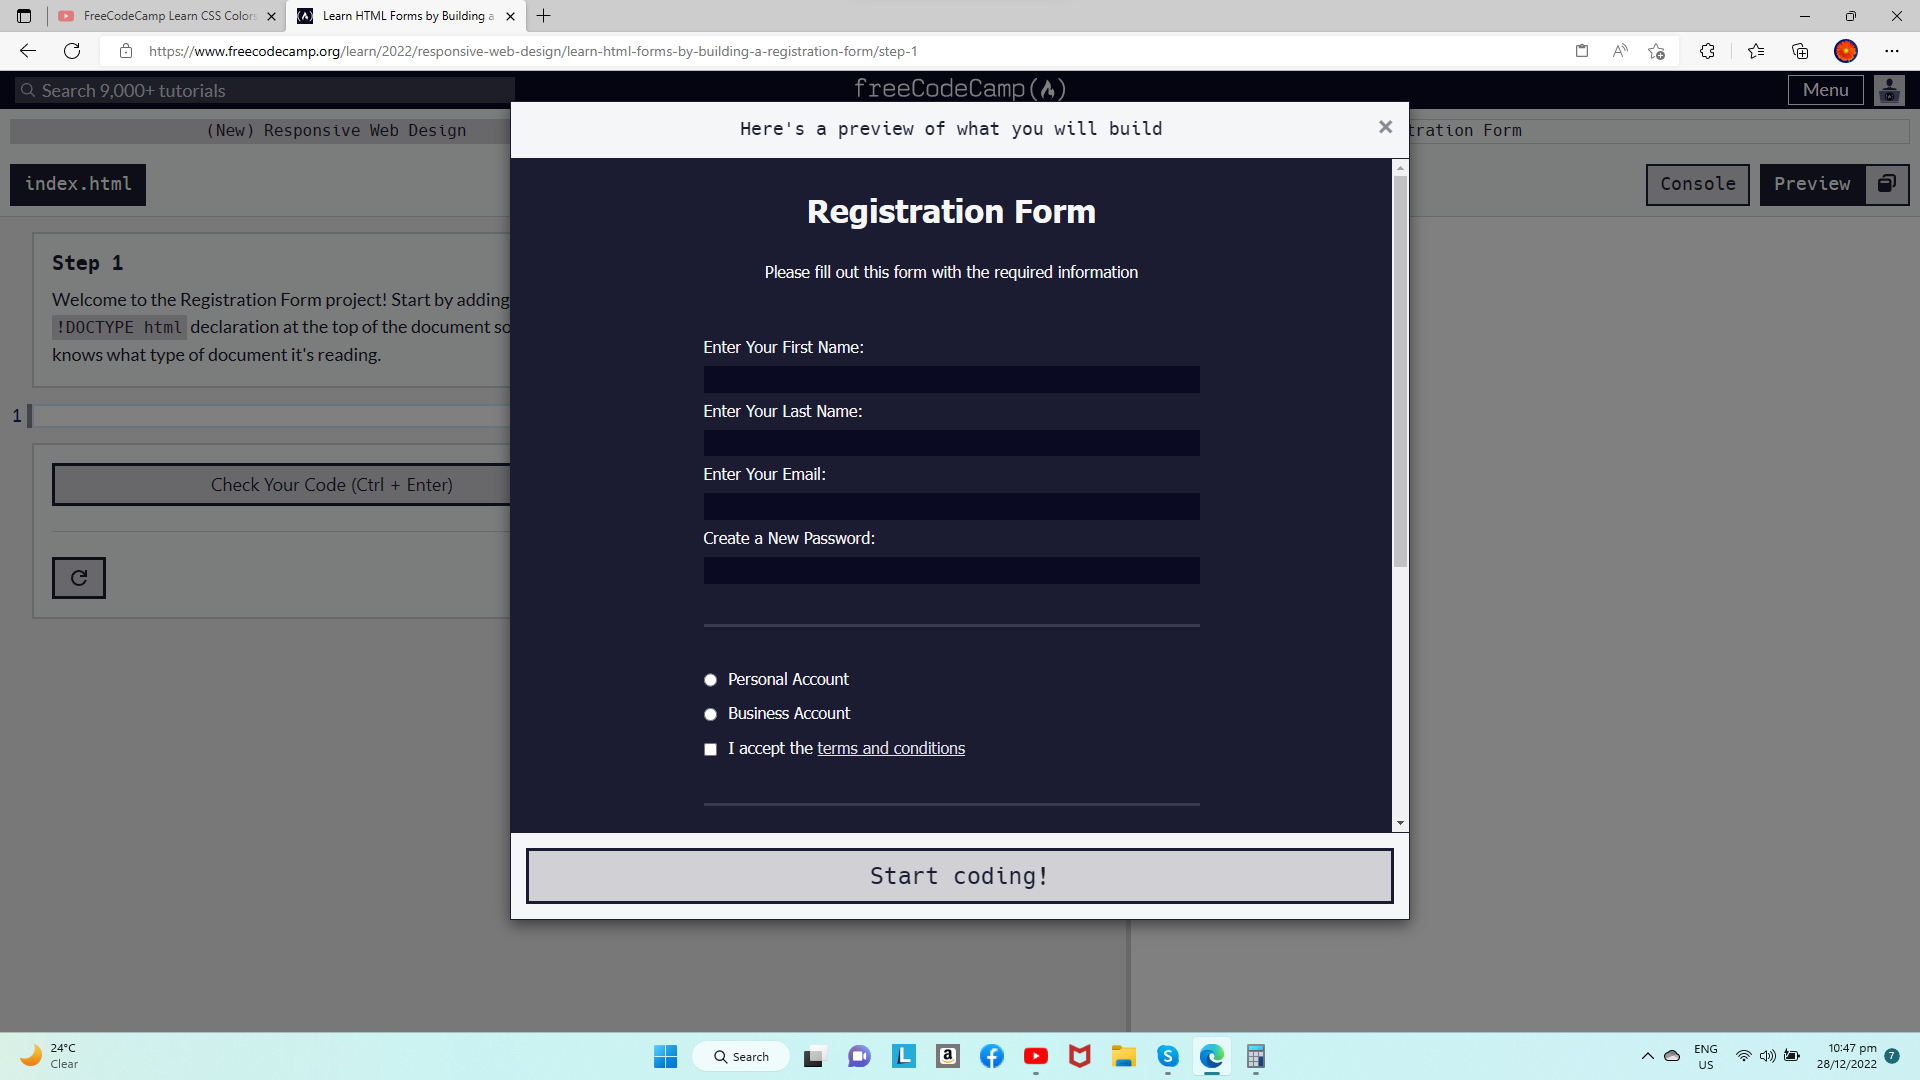 FreeCodeCamp Learn CSS Colors
Learn HTML Forms by Building a
https://www.freecodecamp.org/learn/2022/responsive-web-design/learn-html-forms-by-building-a-registration-form/step-1
Search 9,000+ tutorials
freeCodeCamp
Menu
(New) Responsive Web Design
tration Form
index.html
Console
Preview
Step 1
Welcome to the Registration Form project! Start by adding
!DOCTYPE html declaration at the top of the document so
knows what type of document it's reading.
1
Check Your Code (Ctrl + Enter)
Here's a preview of what you will build
Registration Form
Please fill out this form with the required information
Enter Your First Name:
Enter Your Last Name:
Enter Your Email:
Create a New Password:
Personal Account
Business Account
I accept the terms and conditions
Start coding!
24°C
Clear
Search
ENG
US
10:47 pm
28/12/2022
7